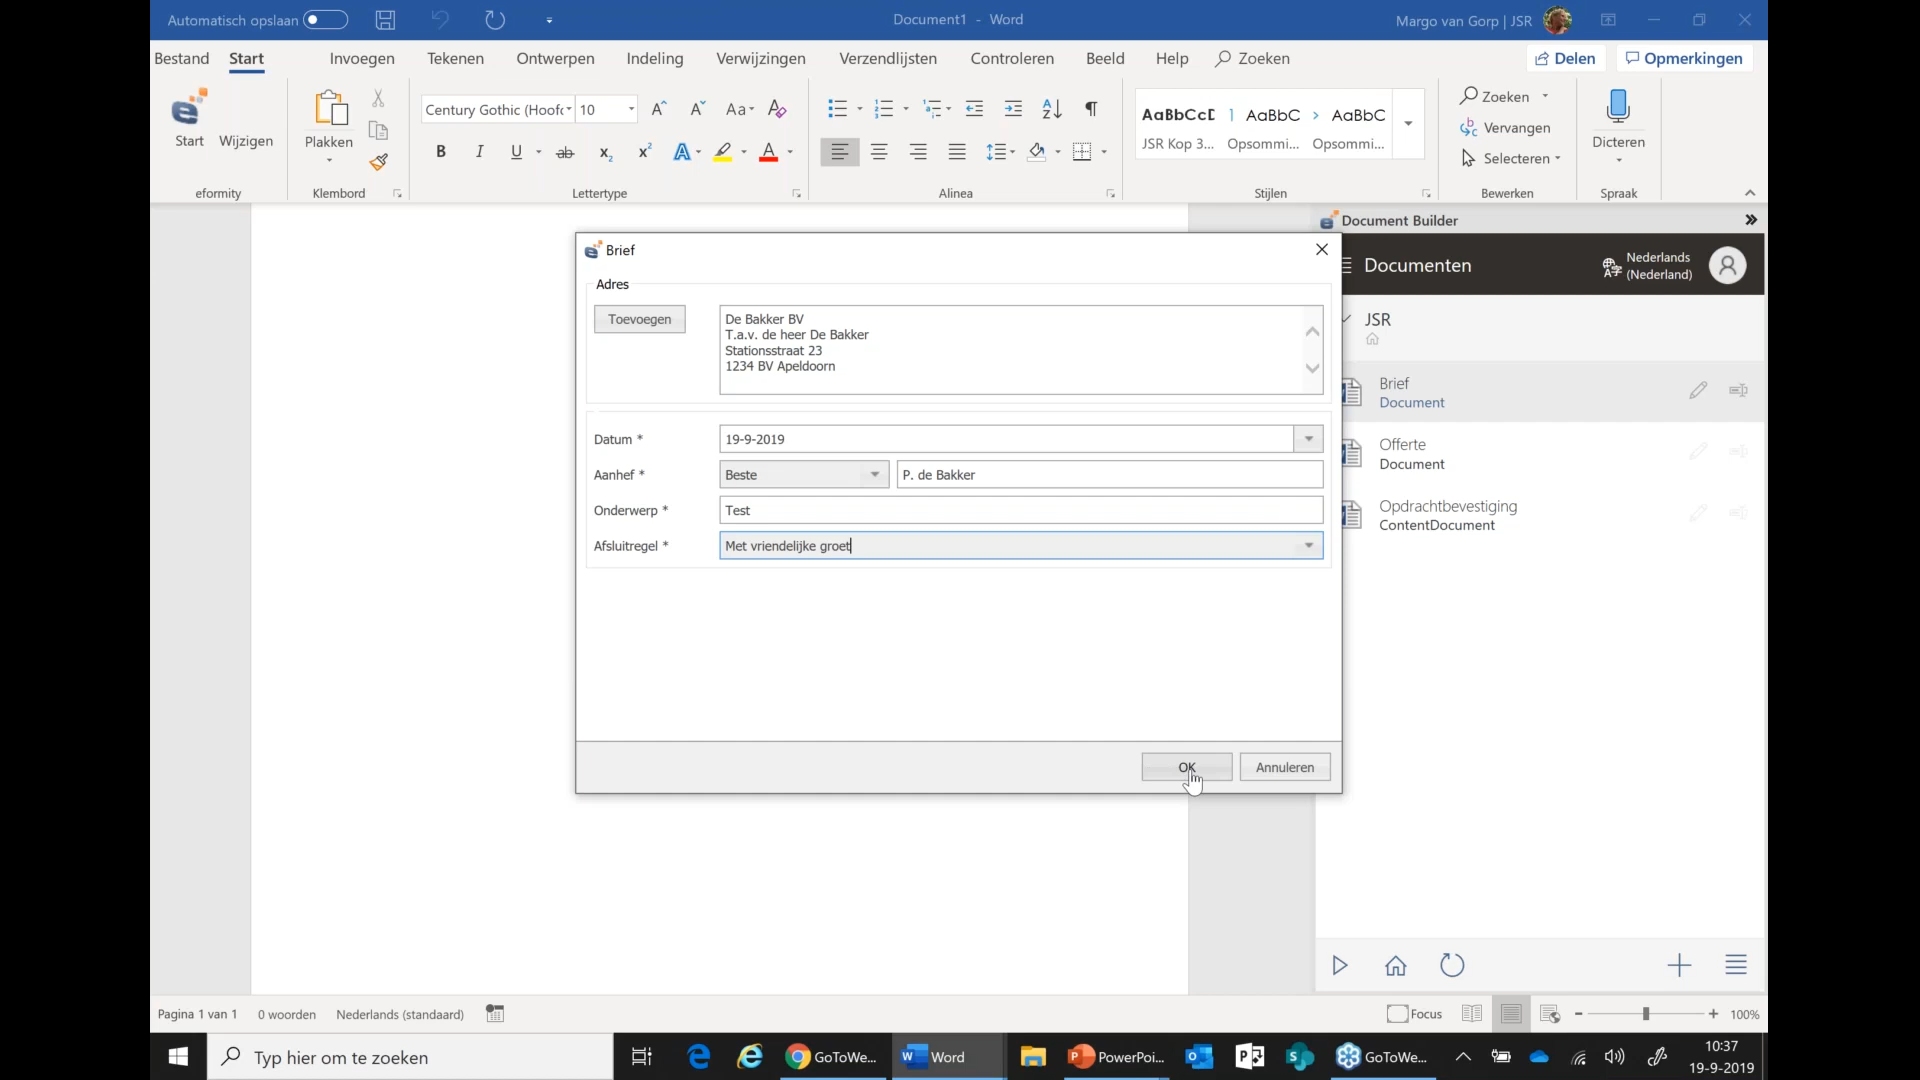 Automatisch opslaan
Document1 - Word
Margo van Gorp | JSR
Bestand Start Invoegen Tekenen Ontwerpen Indeling Verwijzingen Verzendlijsten Controleren Beeld Help Zoeken
Delen Opmerkingen
Start Wijzigen
eformity
Plakken
Klembord
Century Gothic (Hoofd 10
Lettertype
Alinea
AaBbCcD 1 AaBbC > AaBbC
JSR Kop 3... Opsommi... Opsommi...
Stijlen
Zoeken
Vervangen
Selecteren
Bewerken
Dicteren
Spraak
Document Builder
Documenten
Nederlands
(Nederland)
JSR
Brief
Document
Offerte
Document
Opdrachtbevestiging
ContentDocument
Brief
Adres
Toevoegen
De Bakker BV
T.a.v. de heer De Bakker
Stationsstraat 23
1234 BV Apeldoorn
Datum * 19-9-2019
Aanhef * Beste P. de Bakker
Onderwerp * Test
Afsluitregel * Met vriendelijke groet
OK Annuleren
Pagina 1 van 1 0 woorden Nederlands (standaard)
Focus
100%
Typ hier om te zoeken
GoToWe... Word PowerPoi... GoToWe...
10:37
19-9-2019